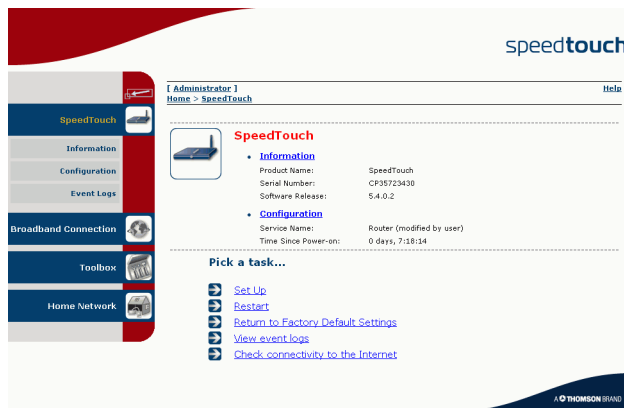 speedtouch
[ Administrator ]
Help
Home > SpeedTouch
SpeedTouch
Information
Configuration
Event Logs
Broadband Connection
Toolbox
Home Network
SpeedTouch
Information
Product Name: SpeedTouch
Serial Number: CP35723430
Software Release: 5.4.0.2
Configuration
Service Name: Router (modified by user)
Time Since Power-on: 0 days, 7:18:14
Pick a task...
Set Up
Restart
Return to Factory Default Settings
View event logs
Check connectivity to the Internet
A THOMSON BRAND